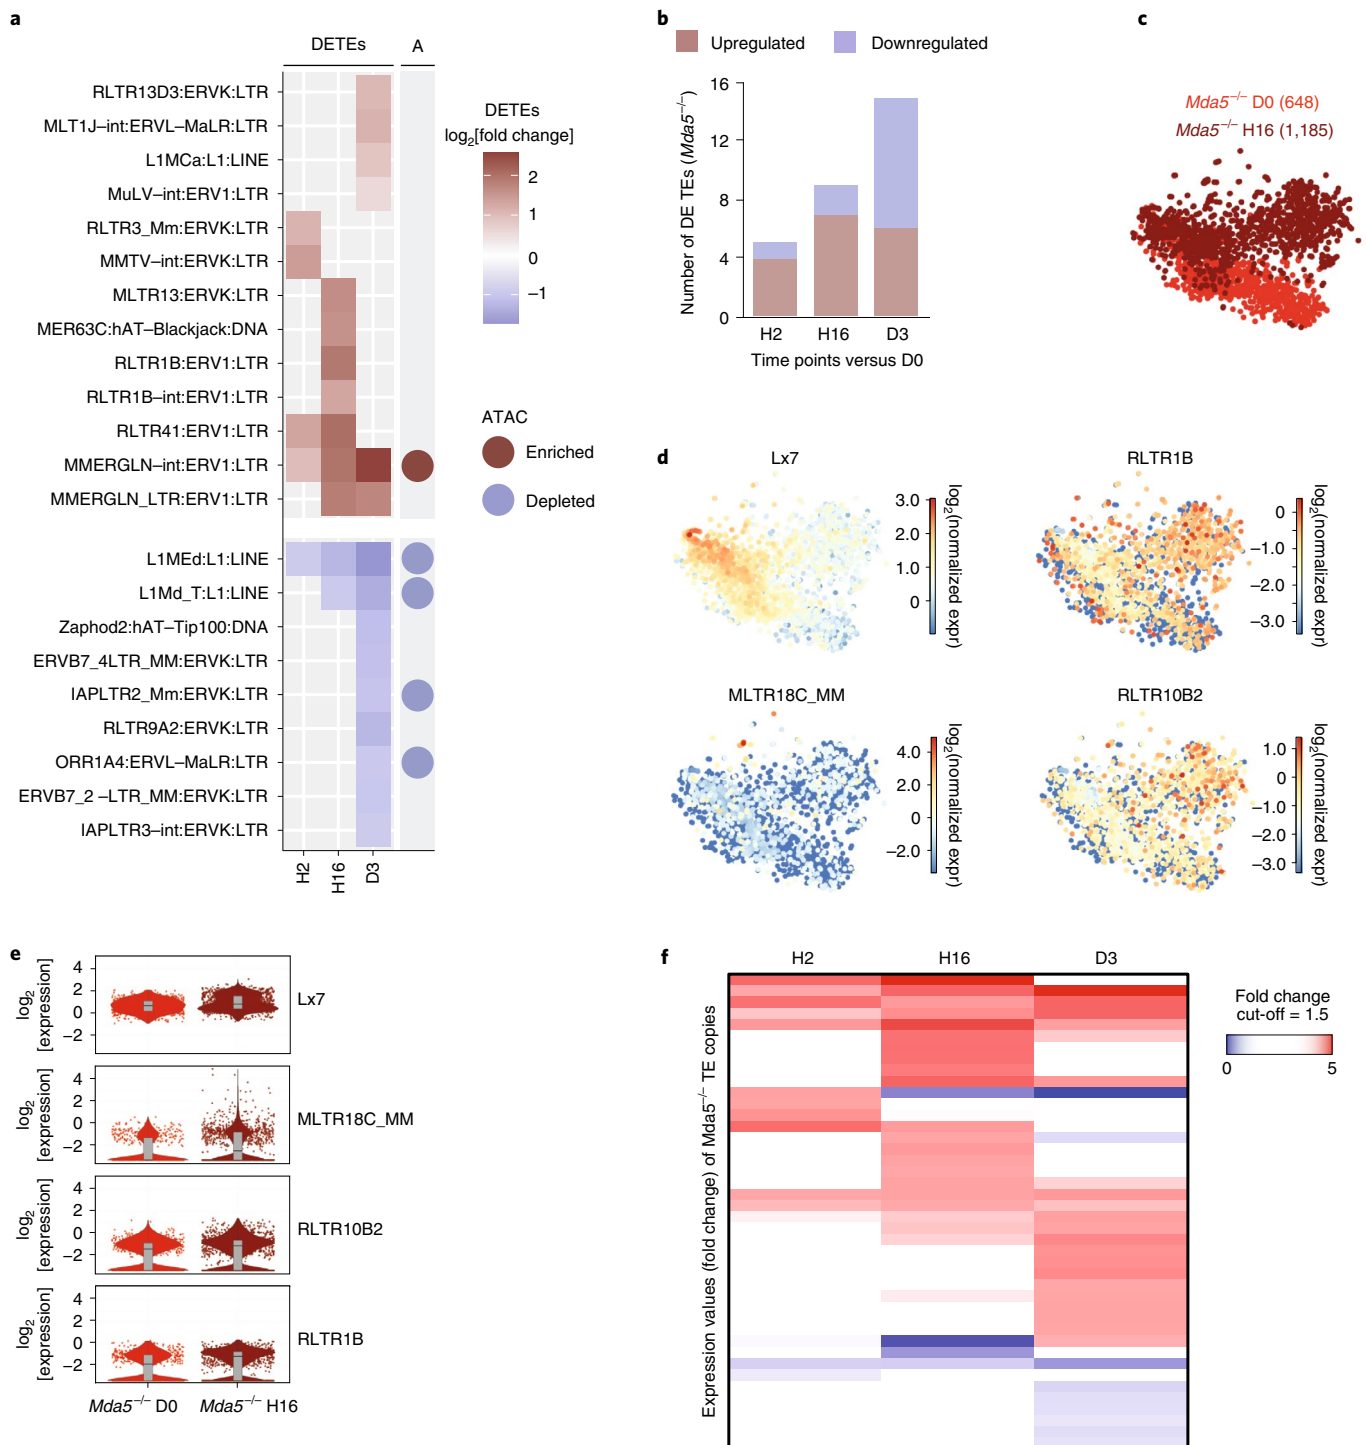 a
DETEs
A
RLTR13D3:ERVK:LTR
MLT1J–int:ERVL–MaLR:LTR
L1MCa:L1:LINE
MuLV–int:ERV1:LTR
RLTR3_Mm:ERVK:LTR
MMTV–int:ERVK:LTR
MLTR13:ERVK:LTR
MER63C:hAT–Blackjack:DNA
RLTR1B:ERV1:LTR
RLTR1B–int:ERV1:LTR
RLTR41:ERV1:LTR
MMERGLN–int:ERV1:LTR
MMERGLN_LTR:ERV1:LTR
L1MEd:L1:LINE
L1Md_T:L1:LINE
Zaphod2:hAT–Tip100:DNA
ERVB7_4LTR_MM:ERVK:LTR
IAPLTR2_Mm:ERVK:LTR
RLTR9A2:ERVK:LTR
ORR1A4:ERVL–MaLR:LTR
ERVB7_2 –LTR_MM:ERVK:LTR
IAPLTR3–int:ERVK:LTR
H2
H16
D3
DETEs
log2[fold change]
2
1
0
–1
ATAC
Enriched
Depleted
b
Upregulated
Downregulated
Number of DE TEs (Mda5–/–)
16
12
8
4
0
H2
H16
D3
Time points versus D0
c
Mda5–/– D0 (648)
Mda5–/– H16 (1,185)
d
Lx7
3.0
2.0
1.0
0
log2(normalized expr)
RLTR1B
0
–1.0
–2.0
–3.0
log2(normalized expr)
MLTR18C_MM
4.0
2.0
0
–2.0
log2(normalized expr)
RLTR10B2
1.0
0
–1.0
–2.0
–3.0
log2(normalized expr)
e
log2
[expression]
4
2
0
–2
Lx7
log2
[expression]
4
2
0
–2
MLTR18C_MM
log2
[expression]
4
2
0
–2
RLTR10B2
log2
[expression]
4
2
0
–2
RLTR1B
Mda5–/– D0
Mda5–/– H16
f
H2
H16
D3
Expression values (fold change) of Mda5–/– TE copies
Fold change
cut-off = 1.5
0
5